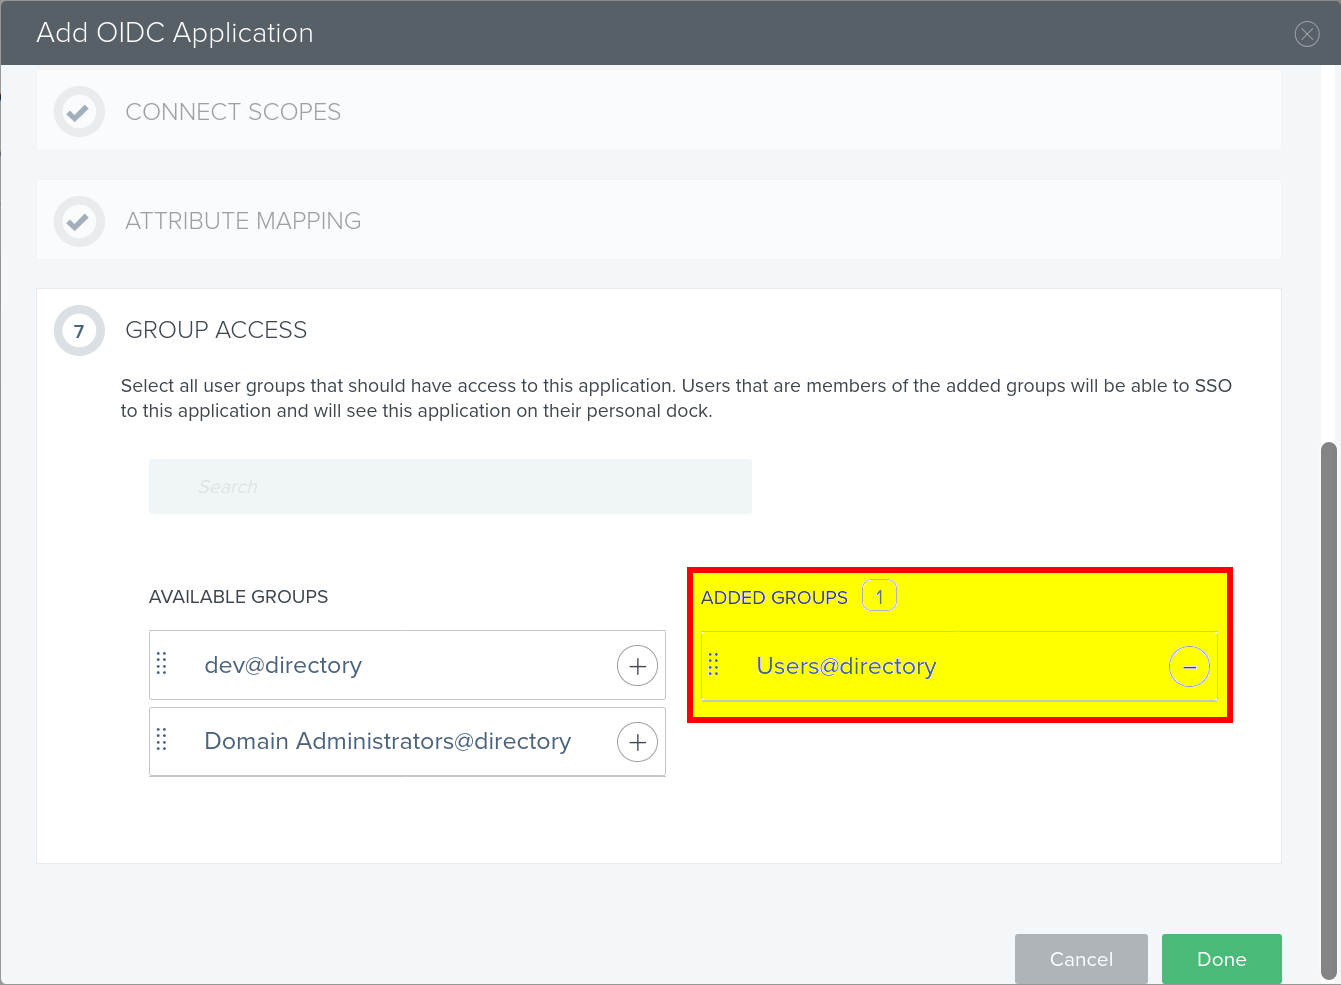 Add OIDC Application
CONNECT SCOPES
ATTRIBUTE MAPPING
7 GROUP ACCESS
Select all user groups that should have access to this application. Users that are members of the added groups will be able to SSO
to this application and will see this application on their personal dock.
Search
AVAILABLE GROUPS
dev@directory
Domain Administrators@directory
ADDED GROUPS 1
Users@directory
Cancel
Done